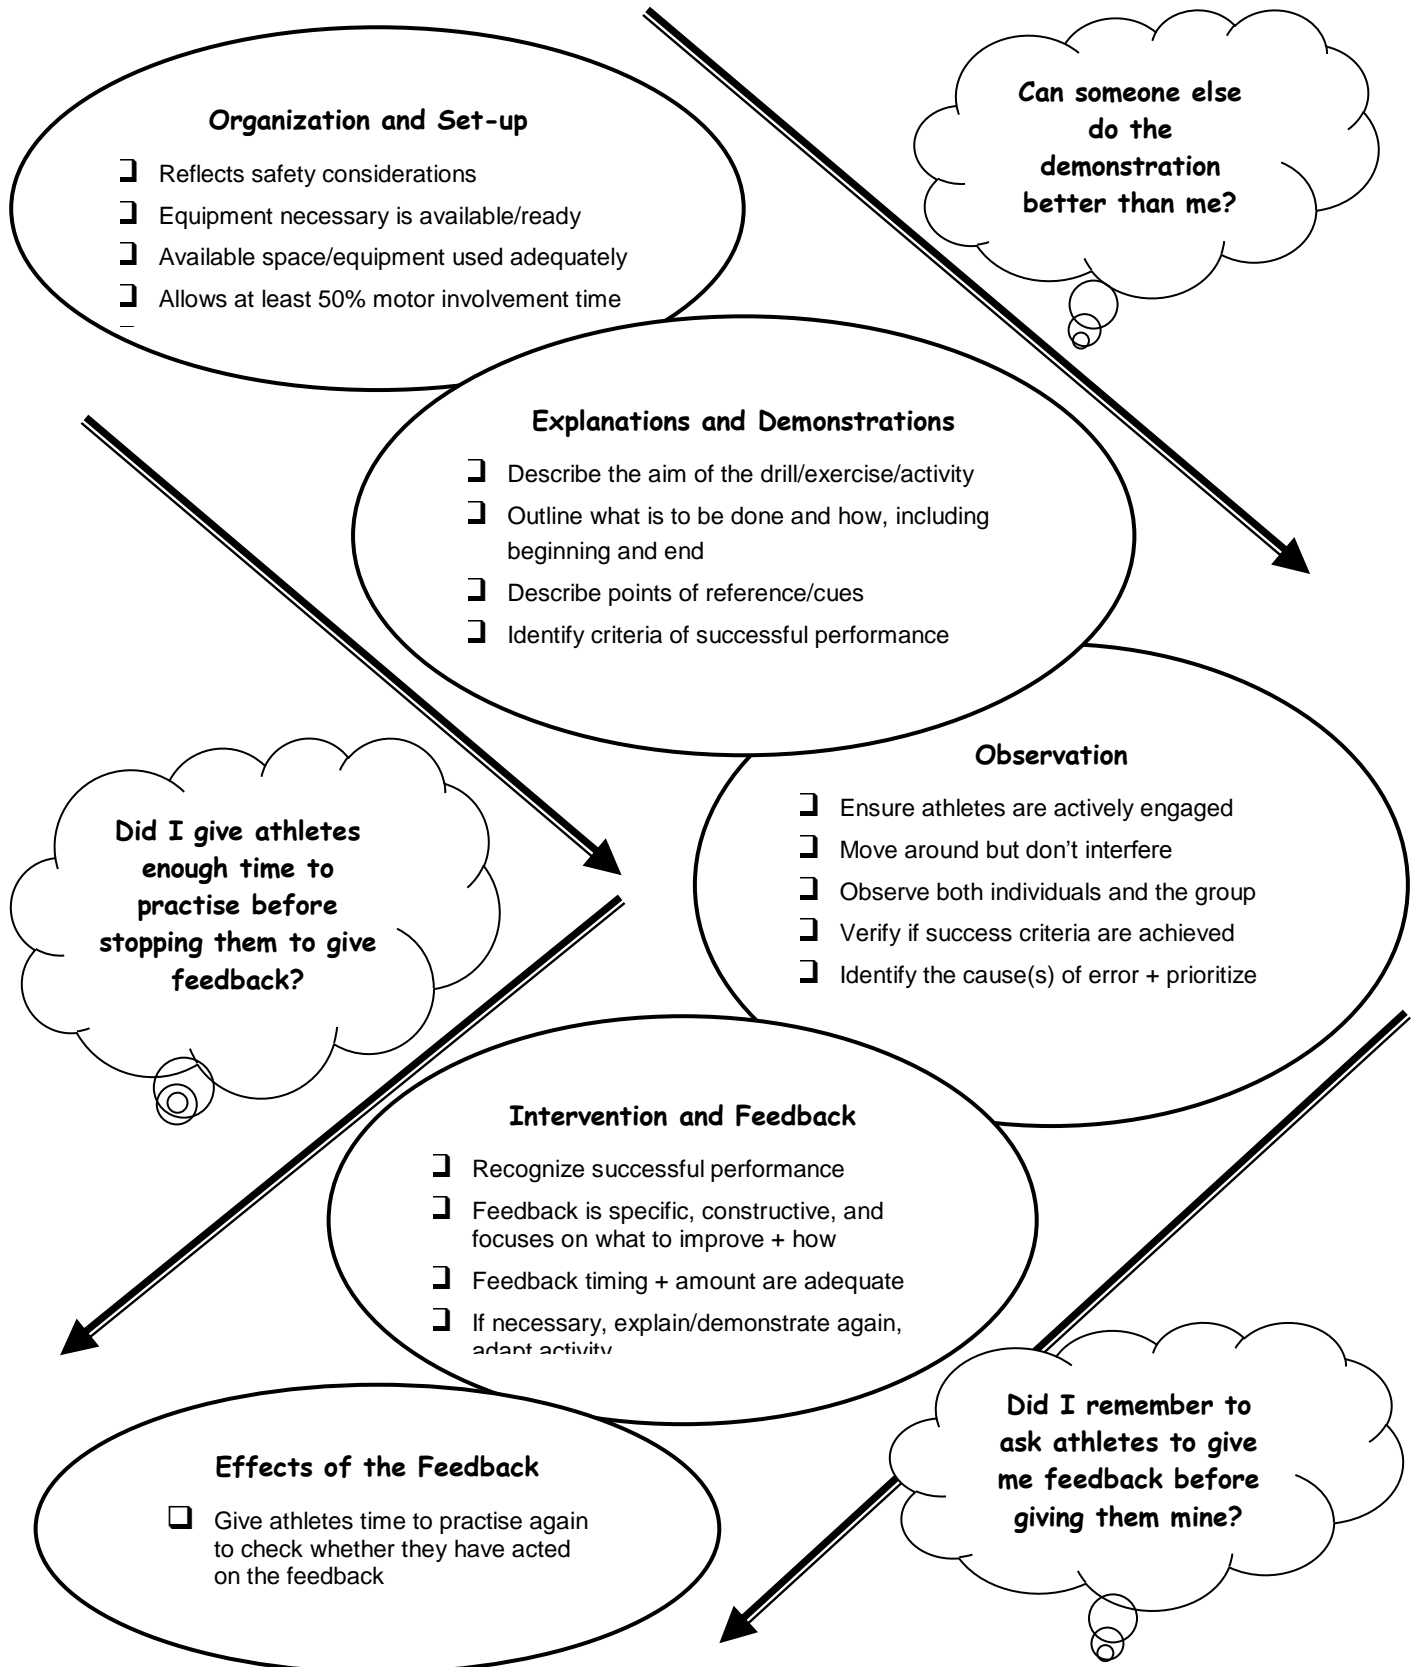 Organization and Set-up
Reflects safety considerations
Equipment necessary is available/ready
Available space/equipment used adequately
Allows at least 50% motor involvement time
Can someone else
do the
demonstration
better than me?
Explanations and Demonstrations
Describe the aim of the drill/exercise/activity
Outline what is to be done and how, including
beginning and end
Describe points of reference/cues
Identify criteria of successful performance
Observation
Ensure athletes are actively engaged
Move around but don’t interfere
Observe both individuals and the group
Verify if success criteria are achieved
Identify the cause(s) of error + prioritize
Did I give athletes
enough time to
practise before
stopping them to give
feedback?
Intervention and Feedback
Recognize successful performance
Feedback is specific, constructive, and
focuses on what to improve + how
Feedback timing + amount are adequate
If necessary, explain/demonstrate again,
adapt activity
Did I remember to
ask athletes to give
me feedback before
giving them mine?
Effects of the Feedback
Give athletes time to practise again
to check whether they have acted
on the feedback